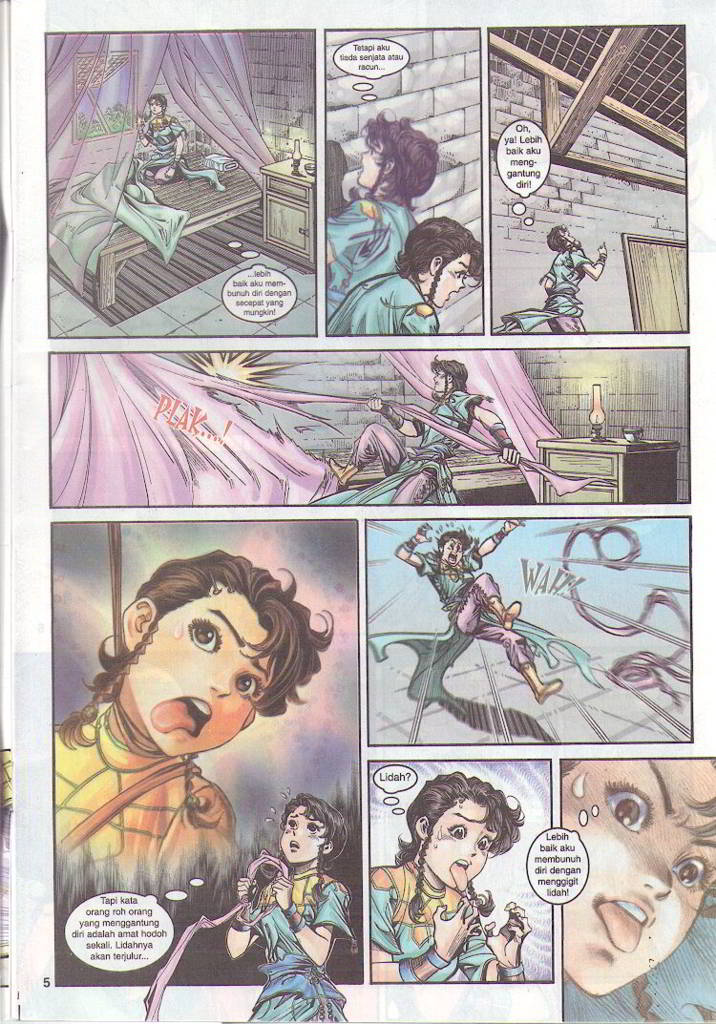 ...lebih
baik aku mem-
bunuh diri dengan
secepat yang
mungkin!
Tetapi aku
tiada senjata atau
racun...
Oh,
ya! Lebih
baik aku
meng-
gantung
diri!
PLAK....!
Tapi kata
orang roh orang
yang menggantung
diri adalah amat hodoh
sekali. Lidahnya
akan terjulur...
WAH!!
Lidah?
Lebih
baik aku
membunuh
diri dengan
menggigit
lidah!
5